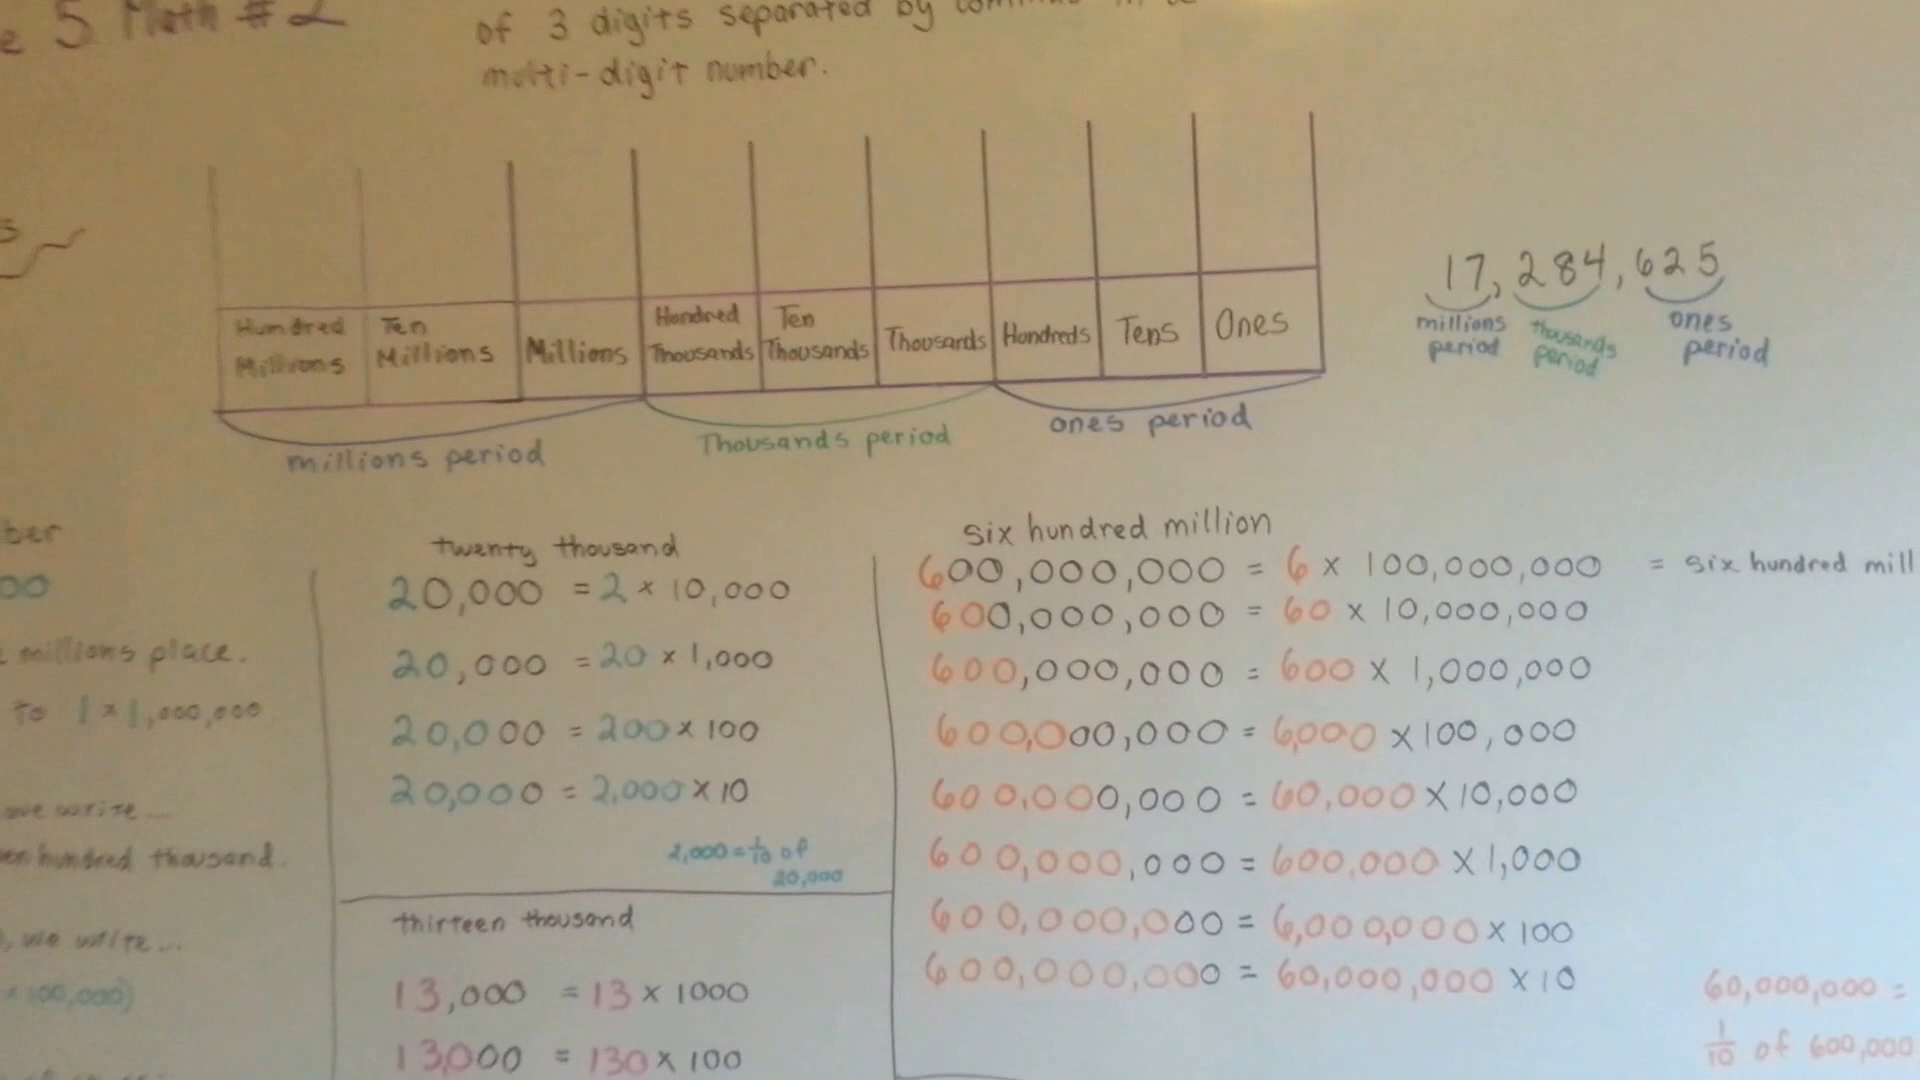 5 Math #2
of 3 digits separated by
multi-digit number.
Hundred Millions
Ten Millions
Millions
Hundred Thousands
Ten Thousands
Thousands
Hundreds
Tens
Ones
millions period
Thousands period
ones period
17,284,625
millions period
thousands period
ones period
millions place.
to 1 × 1,000,000
we write...
hundred thousand.
, we write...
× 100,000)
twenty thousand
20,000 = 2 × 10,000
20,000 = 20 × 1,000
20,000 = 200 × 100
20,000 = 2,000 × 10
2,000 = 1/10 of
20,000
thirteen thousand
13,000 = 13 × 1000
13,000 = 130 × 100
six hundred million
600,000,000 = 6 × 100,000,000 = six hundred mill
600,000,000 = 60 × 10,000,000
600,000,000 = 600 × 1,000,000
600,000,000 = 6,000 × 100,000
600,000,000 = 60,000 × 10,000
600,000,000 = 600,000 × 1,000
600,000,000 = 6,000,000 × 100
600,000,000 = 60,000,000 × 10
60,000,000 =
1/10 of 600,000